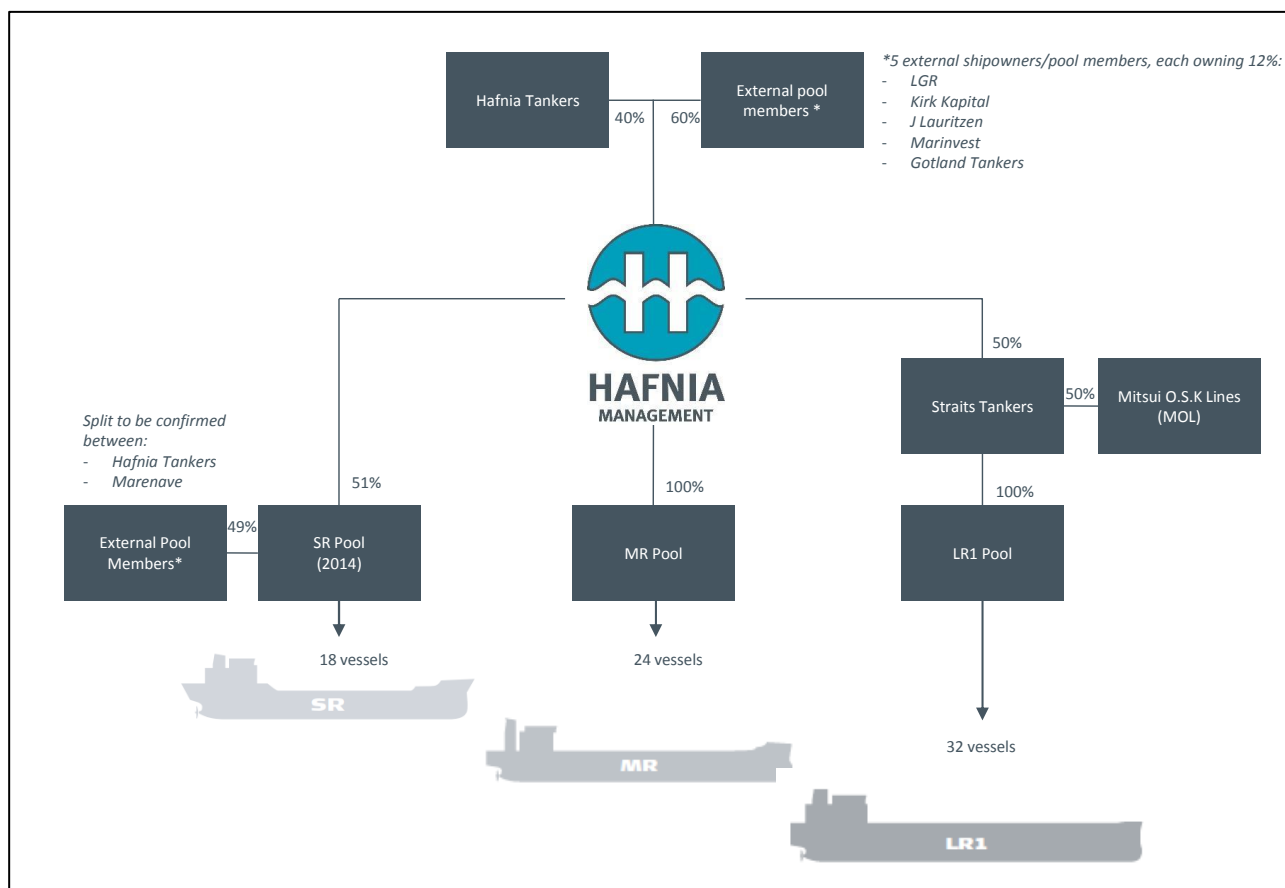 Hafnia Tankers
External pool
members *
40%
60%
*5 external shipowners/pool members, each owning 12%:
- LGR
- Kirk Kapital
- J Lauritzen
- Marinvest
- Gotland Tankers
HAFNIA
MANAGEMENT
50%
Straits Tankers
50%
Mitsui O.S.K Lines
(MOL)
Split to be confirmed
between:
- Hafnia Tankers
- Marenave
51%
100%
100%
External Pool
Members*
49%
SR Pool
(2014)
MR Pool
LR1 Pool
18 vessels
24 vessels
32 vessels
SR
MR
LR1